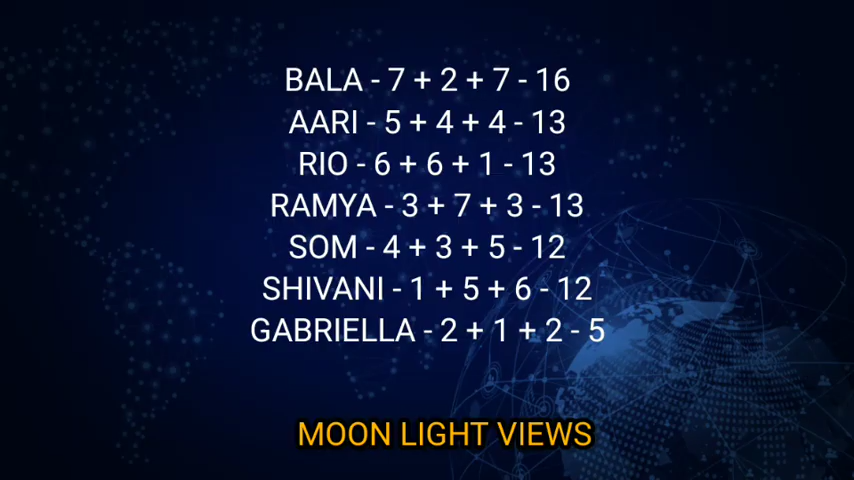 BALA - 7 + 2 + 7 - 16
AARI - 5 + 4 + 4 - 13
RIO - 6 + 6 + 1 - 13
RAMYA - 3 + 7 + 3 - 13
SOM - 4 + 3 + 5 - 12
SHIVANI - 1 + 5 + 6 - 12
GABRIELLA - 2 + 1 + 2 - 5
MOON LIGHT VIEWS